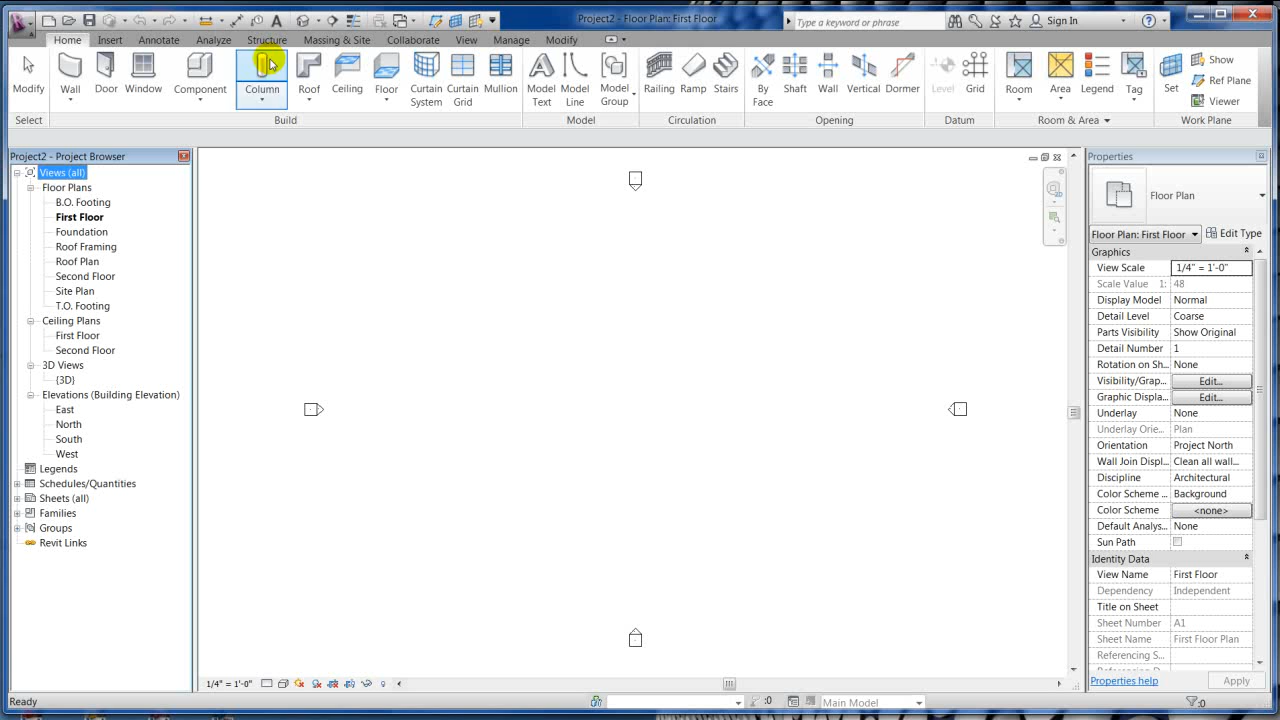 Project2 - Floor Plan: First Floor
Type a keyword or phrase
Sign In
Home Insert Annotate Analyze Structure Massing & Site Collaborate View Manage Modify
Modify
Wall
Door
Window
Component
Column
Roof
Ceiling
Floor
Curtain System
Curtain Grid
Mullion
Model Text
Model Line
Model Group
Railing
Ramp
Stairs
By Face
Shaft
Wall
Vertical
Dormer
Level
Grid
Room
Area
Legend
Tag
Set
Show
Ref Plane
Viewer
Select Build Model Circulation Opening Datum Room & Area Work Plane
Project2 - Project Browser
Views (all)
Floor Plans
B.O. Footing
First Floor
Foundation
Roof Framing
Roof Plan
Second Floor
Site Plan
T.O. Footing
Ceiling Plans
First Floor
Second Floor
3D Views
{3D}
Elevations (Building Elevation)
East
North
South
West
Legends
Schedules/Quantities
Sheets (all)
Families
Groups
Revit Links
Properties
Floor Plan
Floor Plan: First Floor Edit Type
Graphics
View Scale 1/4" = 1'-0"
Scale Value 1: 48
Display Model Normal
Detail Level Coarse
Parts Visibility Show Original
Detail Number 1
Rotation on Sh... None
Visibility/Grap... Edit...
Graphic Displa... Edit...
Underlay None
Underlay Orie... Plan
Orientation Project North
Wall Join Displ... Clean all wall...
Discipline Architectural
Color Scheme ... Background
Color Scheme <none>
Default Analys... None
Sun Path
Identity Data
View Name First Floor
Dependency Independent
Title on Sheet
Sheet Number A1
Sheet Name First Floor Plan
Referencing S...
Properties help Apply
1/4" = 1'-0"
Ready :0 Main Model :0